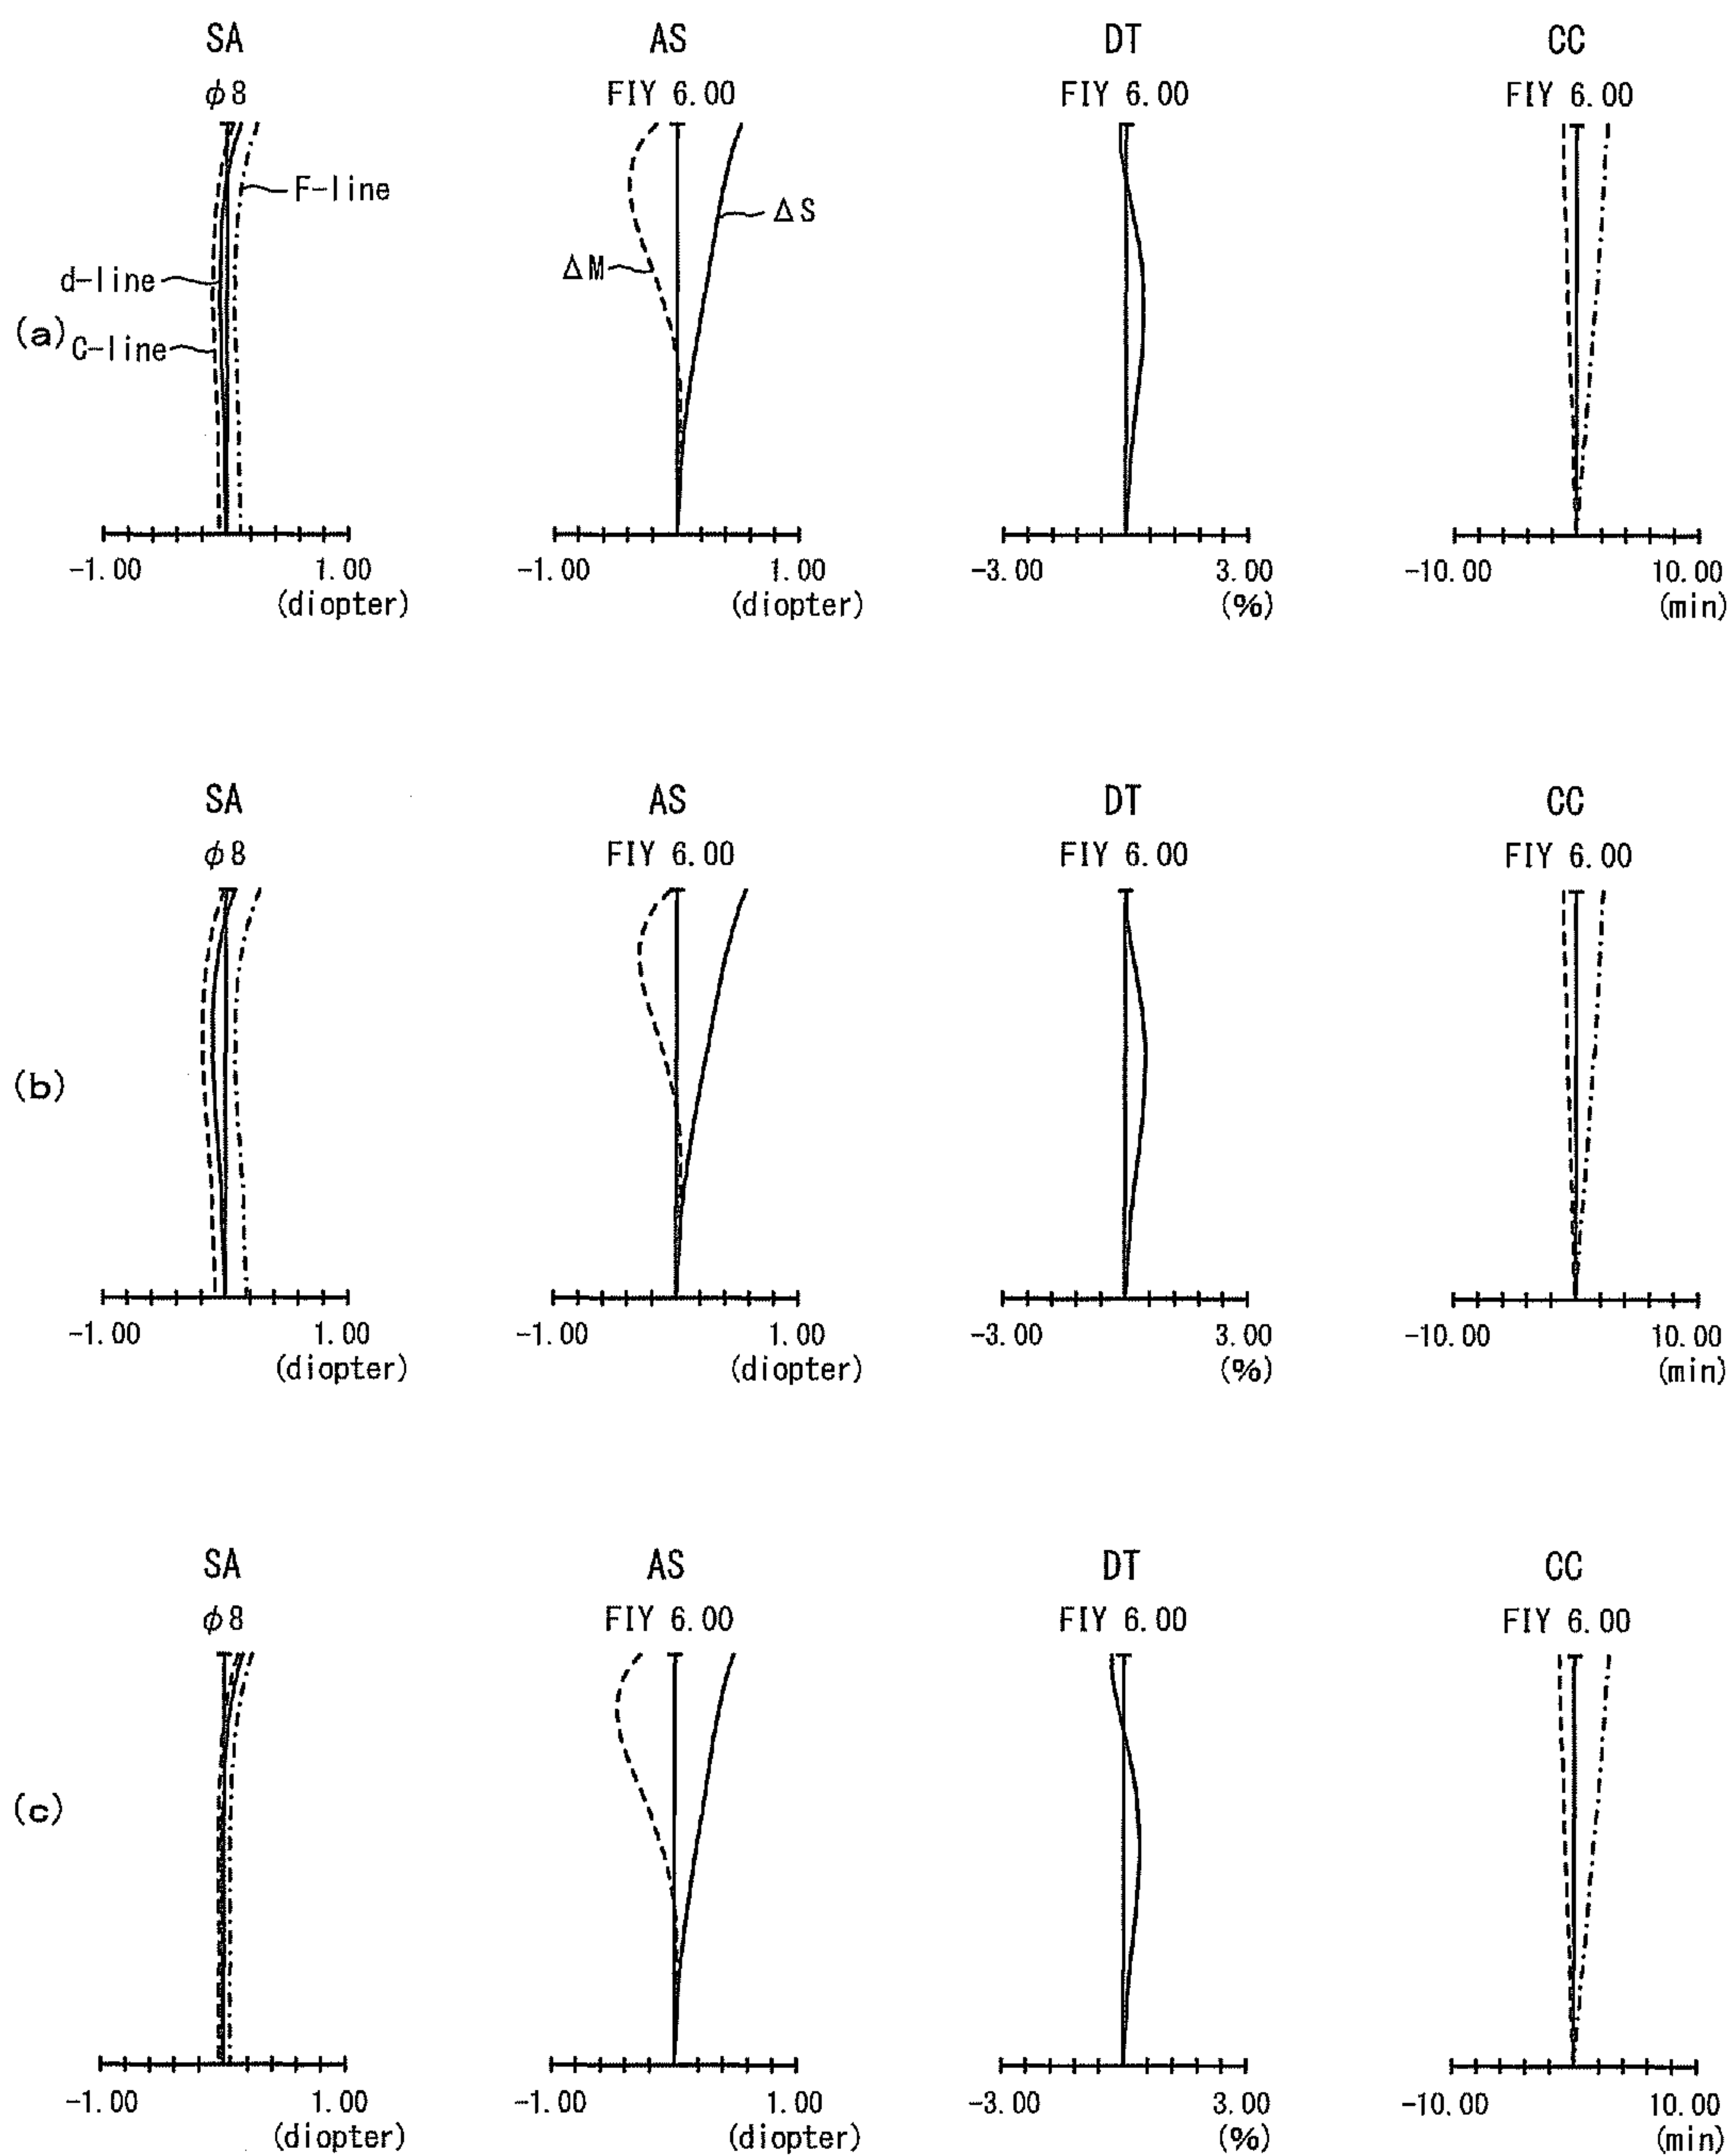 SA AS DT CC
φ8 FIY 6.00 FIY 6.00 FIY 6.00
F-line
ΔS
ΔM
d-line
(a) C-line
-1.00 1.00 -1.00 1.00 -3.00 3.00 -10.00 10.00
(diopter) (diopter) (%) (min)
SA AS DT CC
φ8 FIY 6.00 FIY 6.00 FIY 6.00
(b)
-1.00 1.00 -1.00 1.00 -3.00 3.00 -10.00 10.00
(diopter) (diopter) (%) (min)
SA AS DT CC
φ8 FIY 6.00 FIY 6.00 FIY 6.00
(c)
-1.00 1.00 -1.00 1.00 -3.00 3.00 -10.00 10.00
(diopter) (diopter) (%) (min)